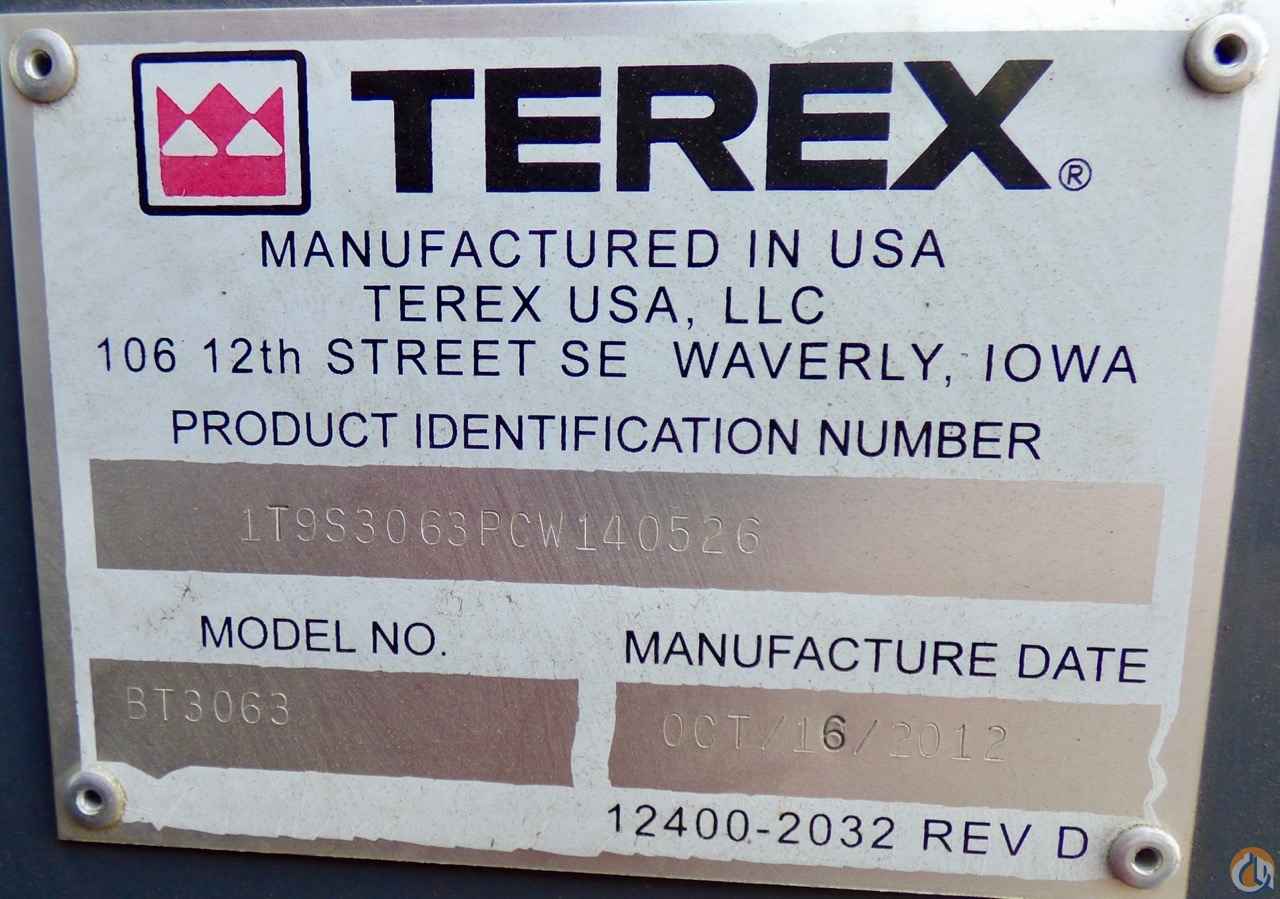 TEREX®
MANUFACTURED IN USA
TEREX USA, LLC
106 12th STREET SE WAVERLY, IOWA
PRODUCT IDENTIFICATION NUMBER
1T9S3063PCW140526
MODEL NO.
BT3063
MANUFACTURE DATE
OCT/16/2012
12400-2032 REV D